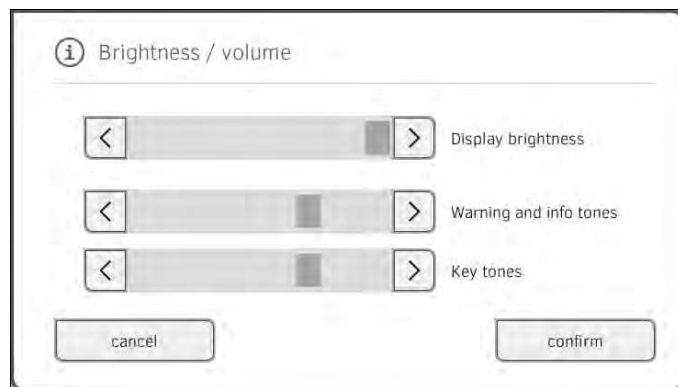 i Brightness / volume
< > Display brightness
< > Warning and info tones
< > Key tones
cancel confirm